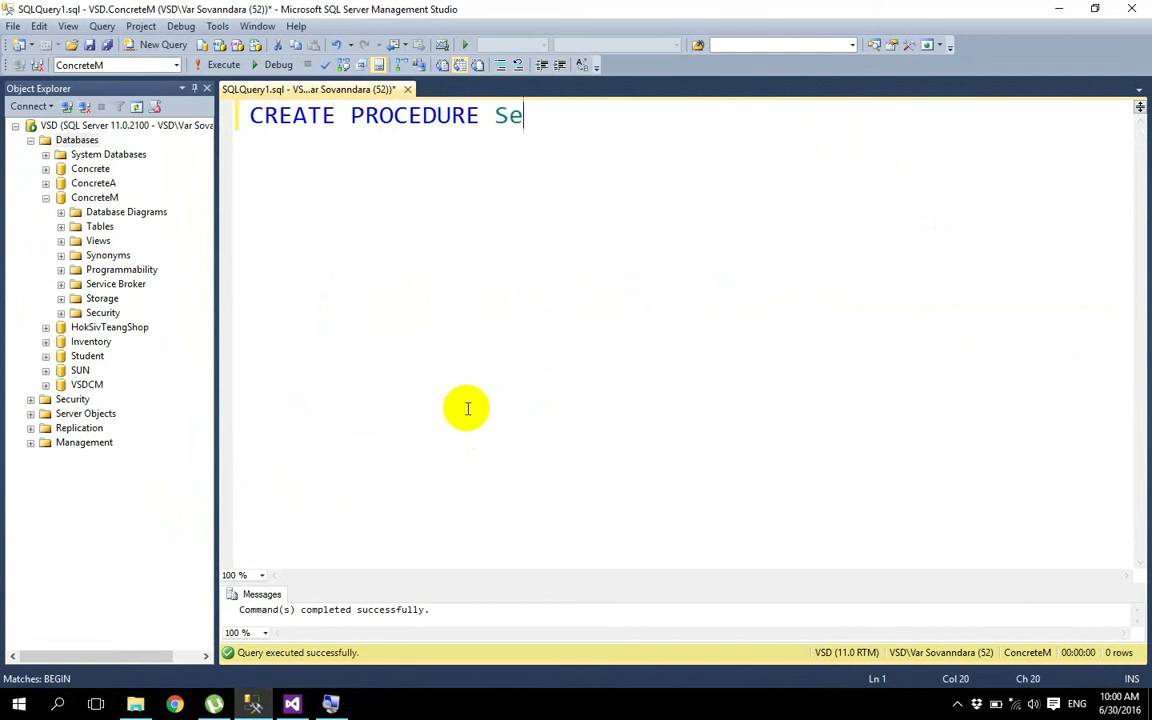 SQLQuery1.sql - VSD.ConcreteM (VSD\Var Sovanndara (52))* - Microsoft SQL Server Management Studio
File Edit View Query Project Debug Tools Window Help
New Query
ConcreteM Execute Debug
Object Explorer
SQLQuery1.sql - VS...ar Sovanndara (52))*
Connect
CREATE PROCEDURE Se
VSD (SQL Server 11.0.2100 - VSD\Var Sova
Databases
System Databases
Concrete
ConcreteA
ConcreteM
Database Diagrams
Tables
Views
Synonyms
Programmability
Service Broker
Storage
Security
HokSivTeangShop
Inventory
Student
SUN
VSDCM
Security
Server Objects
Replication
Management
100 %
Messages
Command(s) completed successfully.
100 %
Query executed successfully. VSD (11.0 RTM) VSD\Var Sovanndara (52) ConcreteM 00:00:00 0 rows
Matches: BEGIN Ln 1 Col 20 Ch 20 INS
ENG
10:00 AM
6/30/2016